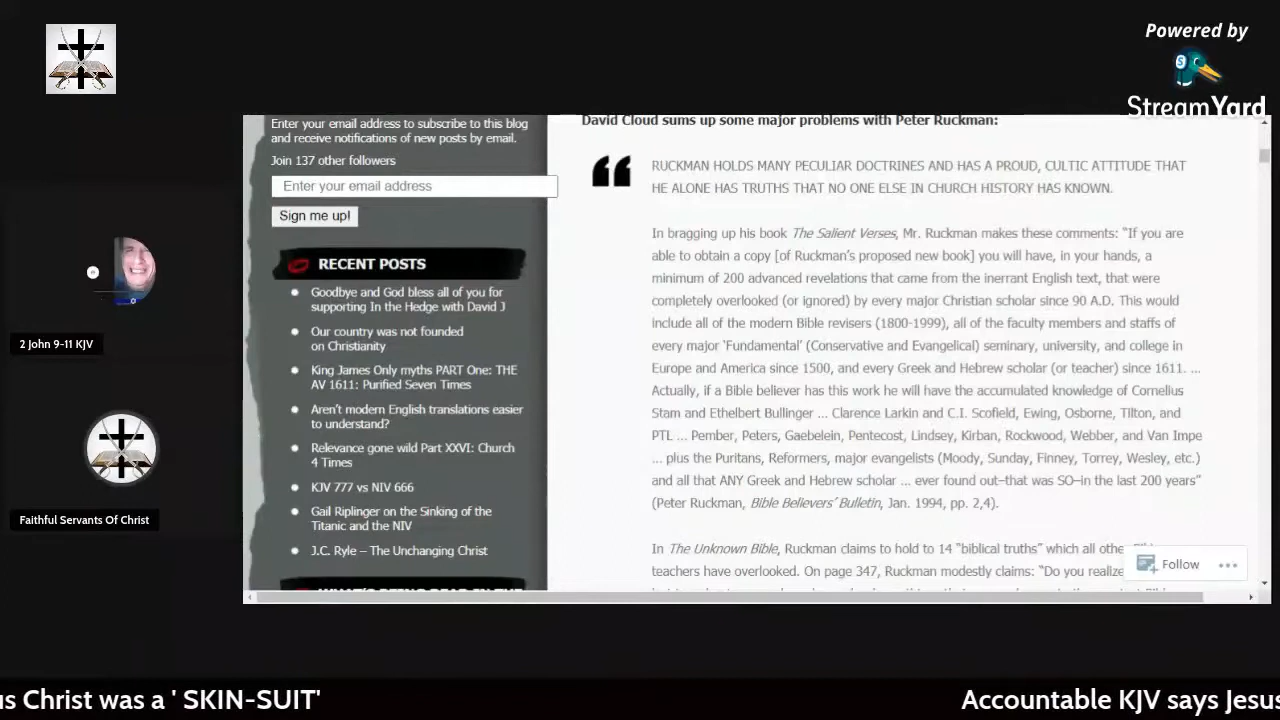 Powered by
StreamYard
Enter your email address to subscribe to this blog
and receive notifications of new posts by email.
Join 137 other followers
Enter your email address
Sign me up!
RECENT POSTS
Goodbye and God bless all of you for
supporting In the Hedge with David J
Our country was not founded
on Christianity
King James Only myths PART One: THE
AV 1611: Purified Seven Times
Aren't modern English translations easier
to understand?
Relevance gone wild Part XXVI: Church
4 Times
KJV 777 vs NIV 666
Gail Riplinger on the Sinking of the
Titanic and the NIV
J.C. Ryle – The Unchanging Christ
David Cloud sums up some major problems with Peter Ruckman:
RUCKMAN HOLDS MANY PECULIAR DOCTRINES AND HAS A PROUD, CULTIC ATTITUDE THAT
HE ALONE HAS TRUTHS THAT NO ONE ELSE IN CHURCH HISTORY HAS KNOWN.
In bragging up his book The Salient Verses, Mr. Ruckman makes these comments: "If you are
able to obtain a copy [of Ruckman's proposed new book] you will have, in your hands, a
minimum of 200 advanced revelations that came from the inerrant English text, that were
completely overlooked (or ignored) by every major Christian scholar since 90 A.D. This would
include all of the modern Bible revisers (1800-1999), all of the faculty members and staffs of
every major 'Fundamental' (Conservative and Evangelical) seminary, university, and college in
Europe and America since 1500, and every Greek and Hebrew scholar (or teacher) since 1611. ...
Actually, if a Bible believer has this work he will have the accumulated knowledge of Cornelius
Stam and Ethelbert Bullinger ... Clarence Larkin and C.I. Scofield, Ewing, Osborne, Tilton, and
PTL ... Pember, Peters, Gaebelein, Pentecost, Lindsey, Kirban, Rockwood, Webber, and Van Impe
... plus the Puritans, Reformers, major evangelists (Moody, Sunday, Finney, Torrey, Wesley, etc.)
and all that ANY Greek and Hebrew scholar ... ever found out–that was SO–in the last 200 years"
(Peter Ruckman, Bible Believers' Bulletin, Jan. 1994, pp. 2,4).
In The Unknown Bible, Ruckman claims to hold to 14 "biblical truths" which all othe
teachers have overlooked. On page 347, Ruckman modestly claims: "Do you realize
Follow
2 John 9-11 KJV
Faithful Servants Of Christ
us Christ was a ' SKIN-SUIT'
Accountable KJV says Jesus